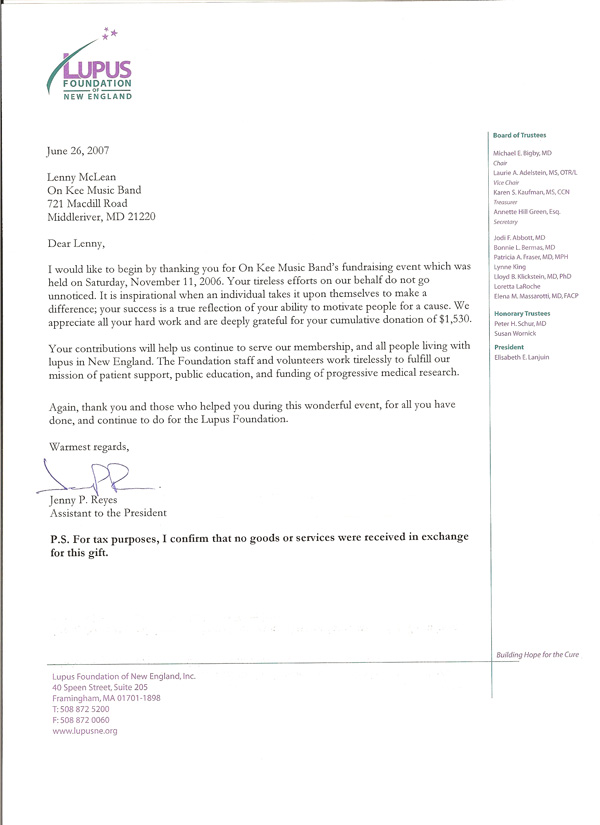 LUPUS
FOUNDATION
OF
NEW ENGLAND
June 26, 2007
Lenny McLean
On Kee Music Band
721 Macdill Road
Middleriver, MD 21220
Dear Lenny,
I would like to begin by thanking you for On Kee Music Band's fundraising event which was
held on Saturday, November 11, 2006. Your tireless efforts on our behalf do not go
unnoticed. It is inspirational when an individual takes it upon themselves to make a
difference; your success is a true reflection of your ability to motivate people for a cause. We
appreciate all your hard work and are deeply grateful for your cumulative donation of $1,530.
Your contributions will help us continue to serve our membership, and all people living with
lupus in New England. The Foundation staff and volunteers work tirelessly to fulfill our
mission of patient support, public education, and funding of progressive medical research.
Again, thank you and those who helped you during this wonderful event, for all you have
done, and continue to do for the Lupus Foundation.
Warmest regards,
Jenny P. Reyes
Assistant to the President
P.S. For tax purposes, I confirm that no goods or services were received in exchange
for this gift.
Board of Trustees
Michael E. Bigby, MD
Chair
Laurie A. Adelstein, MS, OTR/L
Vice Chair
Karen S. Kaufman, MS, CCN
Treasurer
Annette Hill Green, Esq.
Secretary
Jodi F. Abbott, MD
Bonnie L. Bermas, MD
Patricia A. Fraser, MD, MPH
Lynne King
Lloyd B. Klickstein, MD, PhD
Loretta LaRoche
Elena M. Massarotti, MD, FACP
Honorary Trustees
Peter H. Schur, MD
Susan Wornick
President
Elisabeth E. Lanjuin
Building Hope for the Cure
Lupus Foundation of New England, Inc.
40 Speen Street, Suite 205
Framingham, MA 01701-1898
T: 508 872 5200
F: 508 872 0060
www.lupusne.org